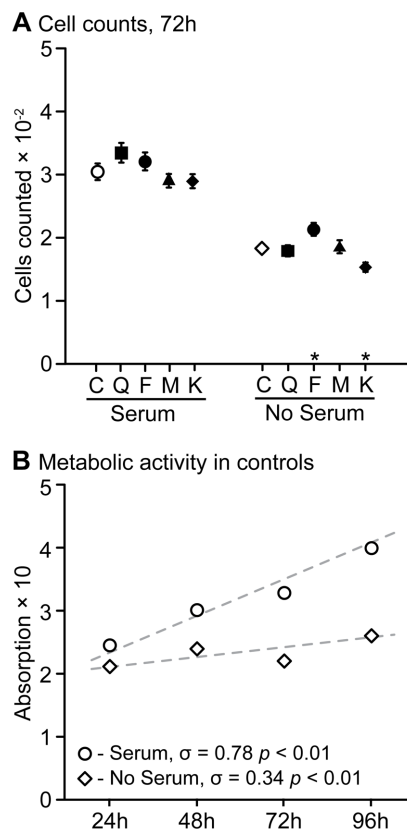 A Cell counts, 72h
Cells counted × 10-2
5
4
3
2
1
0
* *
C Q F M K C Q F M K
Serum No Serum
B Metabolic activity in controls
Absorption × 10
5
4
3
2
1
0
- Serum, σ = 0.78 p < 0.01
- No Serum, σ = 0.34 p < 0.01
24h 48h 72h 96h